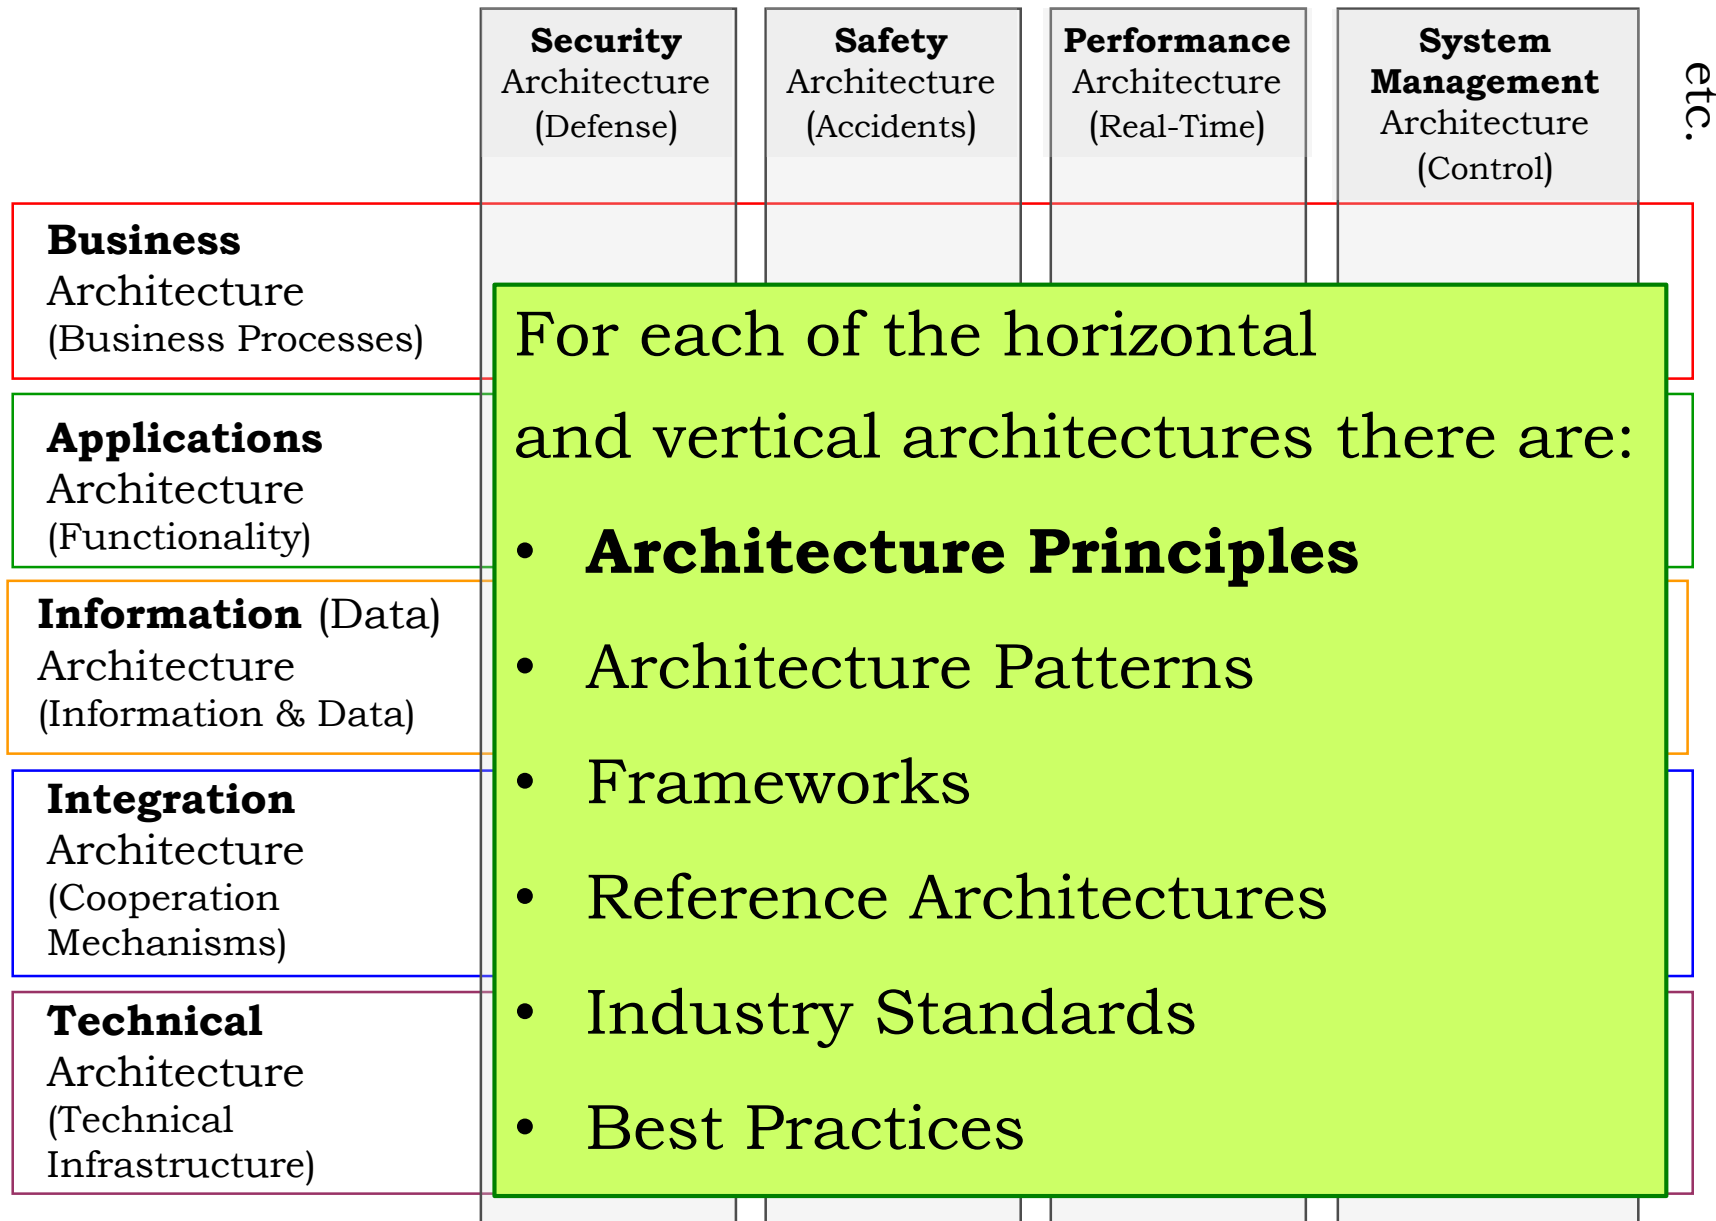 Security
Architecture
(Defense)
Safety
Architecture
(Accidents)
Performance
Architecture
(Real-Time)
System
Management
Architecture
(Control)
etc.
Business
Architecture
(Business Processes)
Applications
Architecture
(Functionality)
Information (Data)
Architecture
(Information & Data)
Integration
Architecture
(Cooperation
Mechanisms)
Technical
Architecture
(Technical
Infrastructure)
For each of the horizontal
and vertical architectures there are:
• Architecture Principles
• Architecture Patterns
• Frameworks
• Reference Architectures
• Industry Standards
• Best Practices